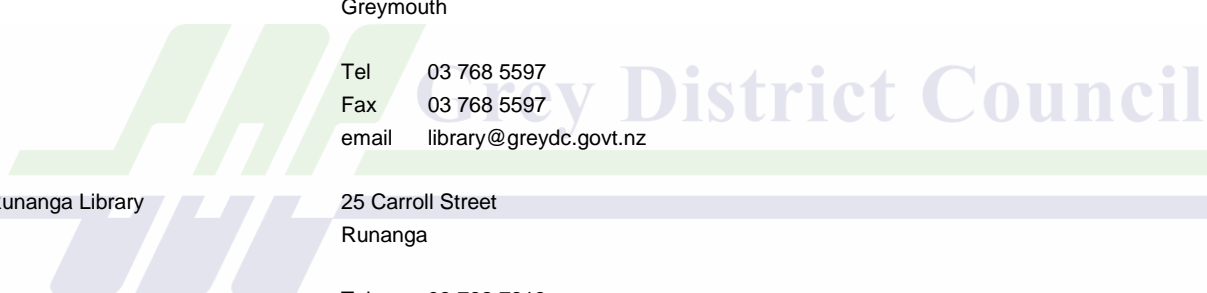 Greymouth
Tel 03 768 5597
Fax 03 768 5597
Grey District Council
email library@greydc.govt.nz
Runanga Library 25 Carroll Street
Runanga